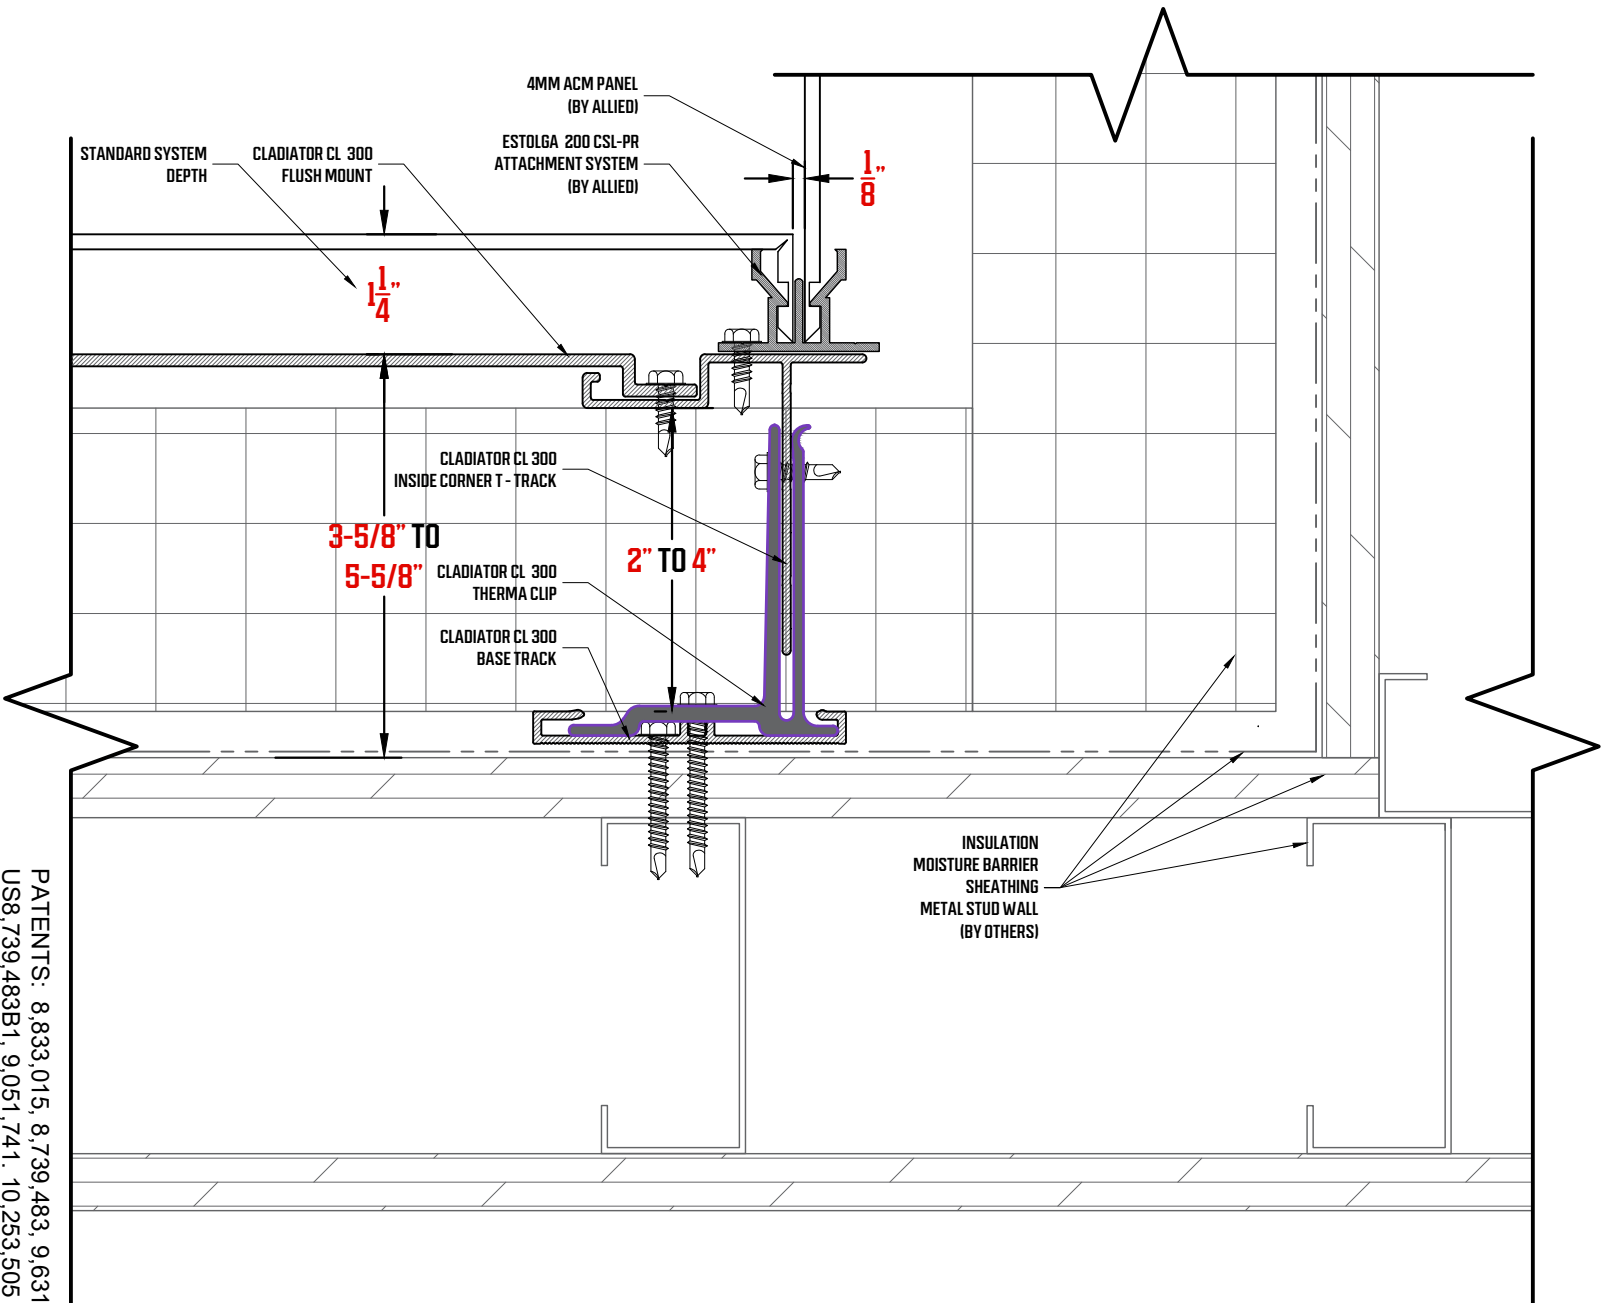 4MM ACM PANEL
(BY ALLIED)
ESTOLGA 200 CSL-PR
ATTACHMENT SYSTEM
(BY ALLIED)
STANDARD SYSTEM
DEPTH
CLADIATOR CL 300
FLUSH MOUNT
1/8”
1 1/4”
CLADIATOR CL 300
INSIDE CORNER T - TRACK
3-5/8” TO
5-5/8”
2” TO 4”
CLADIATOR CL 300
THERMA CLIP
CLADIATOR CL 300
BASE TRACK
INSULATION
MOISTURE BARRIER
SHEATHING
METAL STUD WALL
(BY OTHERS)
PATENTS: 8,833,015, 8,739,483, 9,631
US8,739,483B1, 9,051,741. 10,253,505